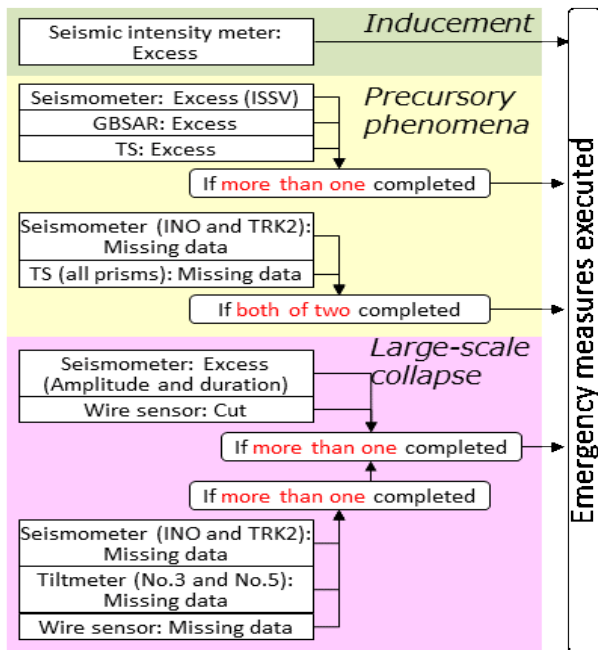 Inducement
Seismic intensity meter:
Excess
Precursory
phenomena
Seismometer: Excess (ISSV)
GBSAR: Excess
TS: Excess
If more than one completed
Seismometer (INO and TRK2):
Missing data
TS (all prisms): Missing data
If both of two completed
Large-scale
collapse
Seismometer: Excess
(Amplitude and duration)
Wire sensor: Cut
If more than one completed
If more than one completed
Seismometer (INO and TRK2):
Missing data
Tiltmeter (No.3 and No.5):
Missing data
Wire sensor: Missing data
Emergency measures executed